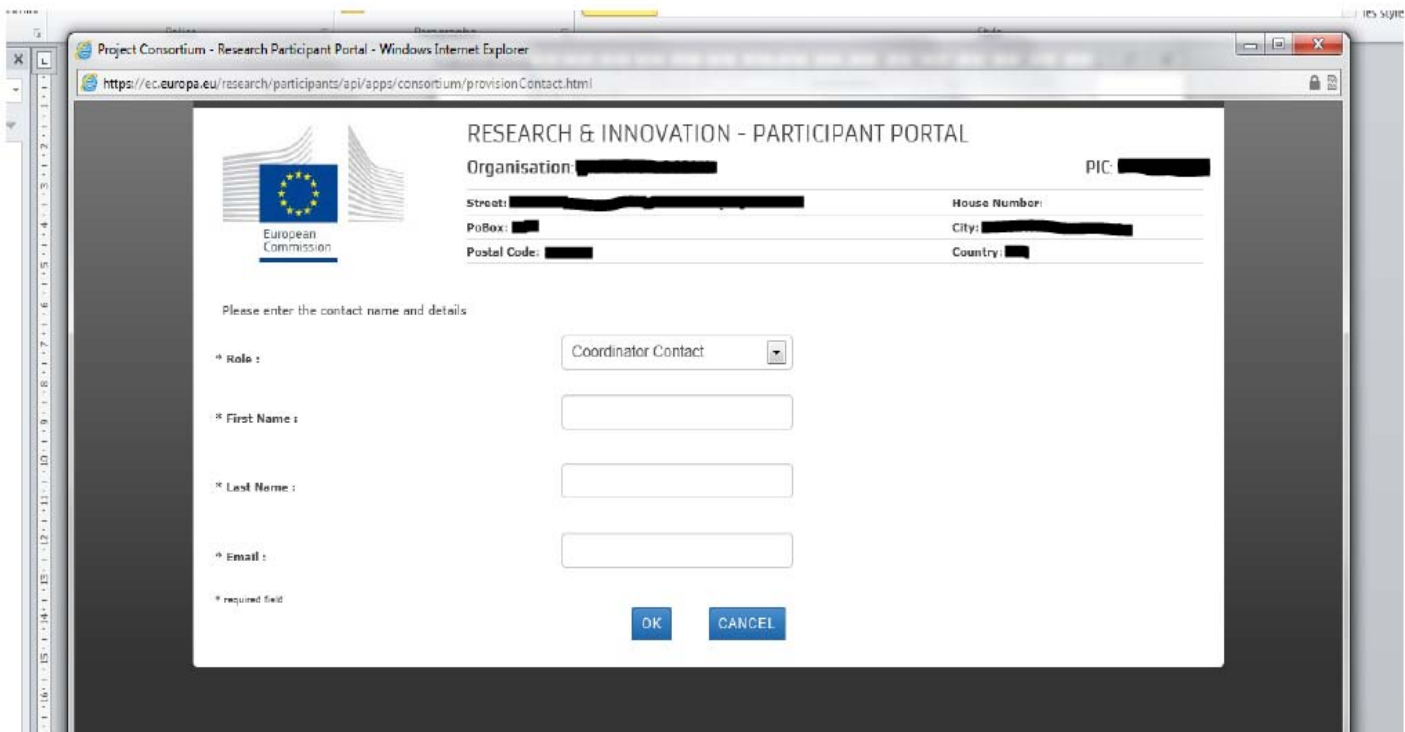 les style
Project Consortium - Research Participant Portal - Windows Internet Explorer
https://ec.europa.eu/research/participants/api/apps/consortium/provisionContact.html
RESEARCH & INNOVATION - PARTICIPANT PORTAL
Organisation: PIC:
Street: House Number:
PoBox: City:
Postal Code: Country:
European
Commission
Please enter the contact name and details
* Role : Coordinator Contact
* First Name :
* Last Name :
* Email :
* required field
OK CANCEL